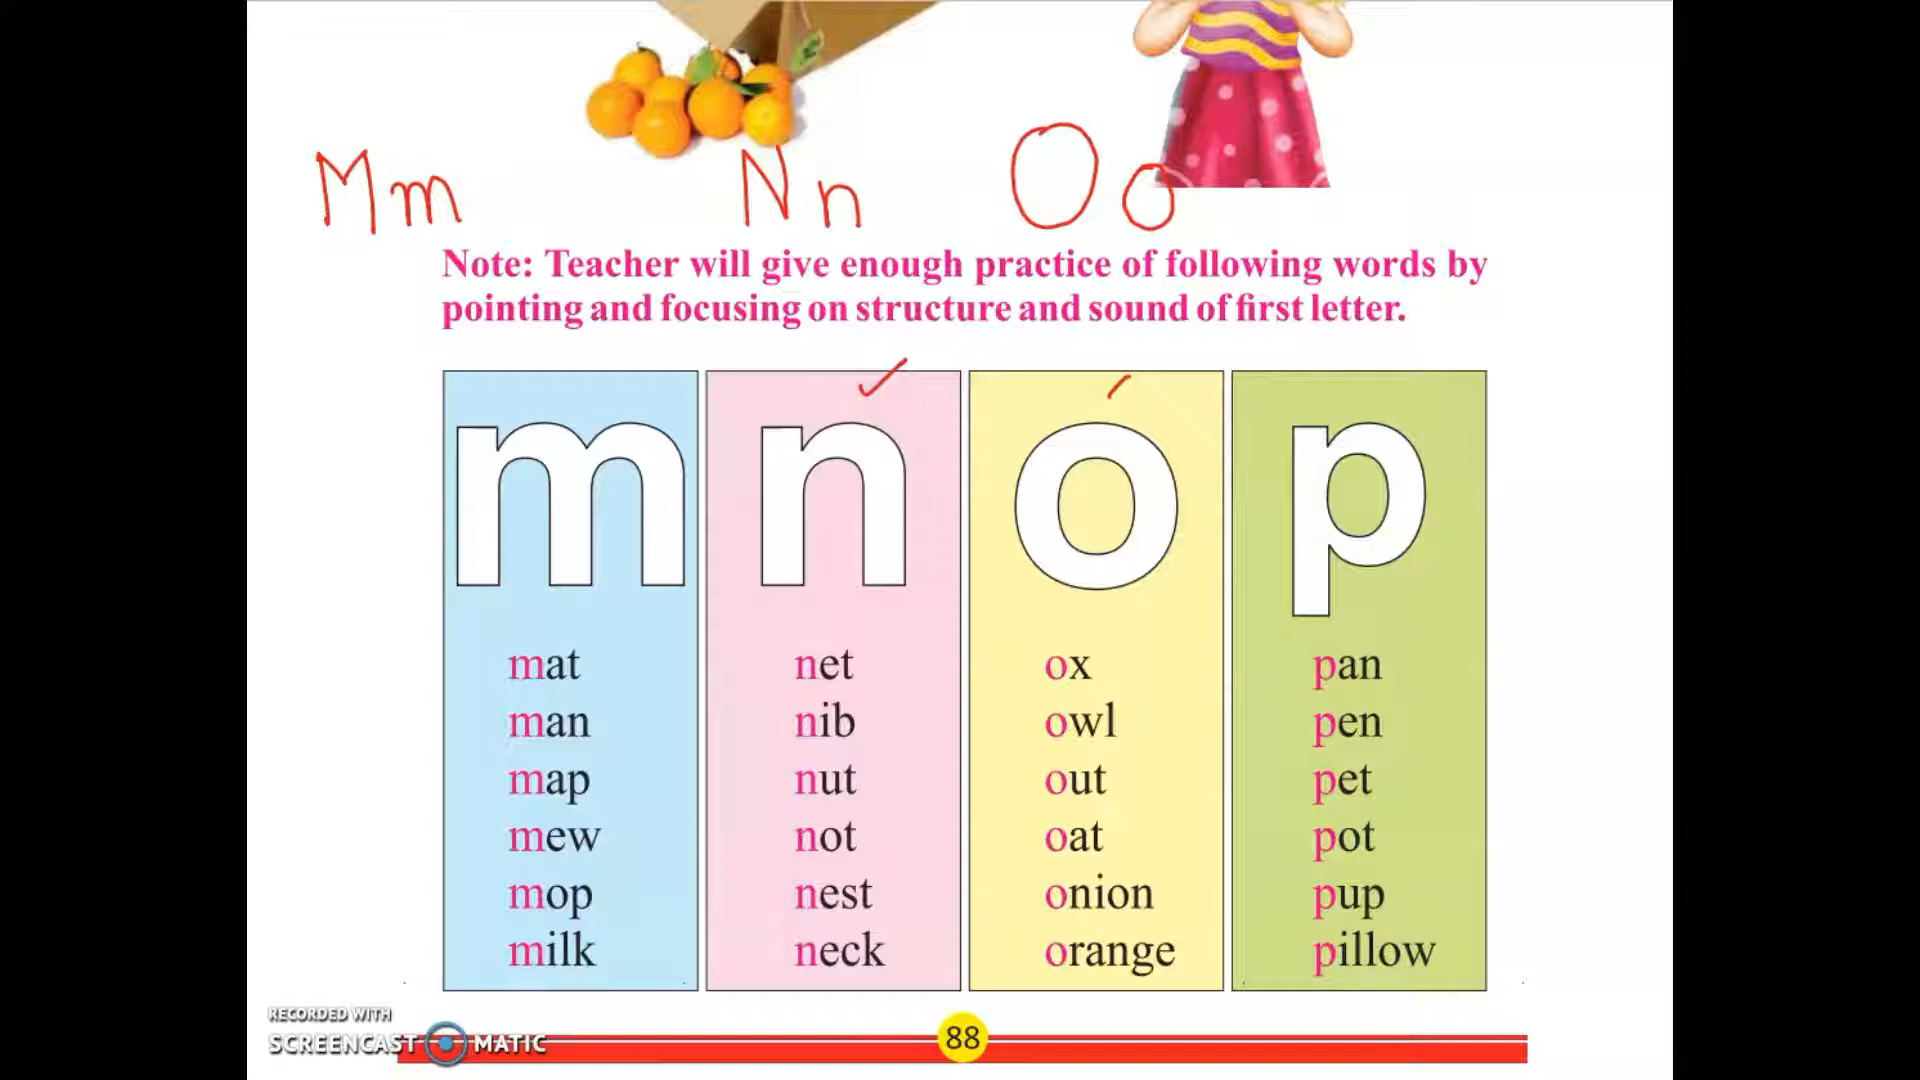 Mm Nn Oo
Note: Teacher will give enough practice of following words by
pointing and focusing on structure and sound of first letter.
m n o p
mat net ox pan
man nib owl pen
map nut out pet
mew not oat pot
mop nest onion pup
milk neck orange pillow
RECORDED WITH
SCREENCAST MATIC
88